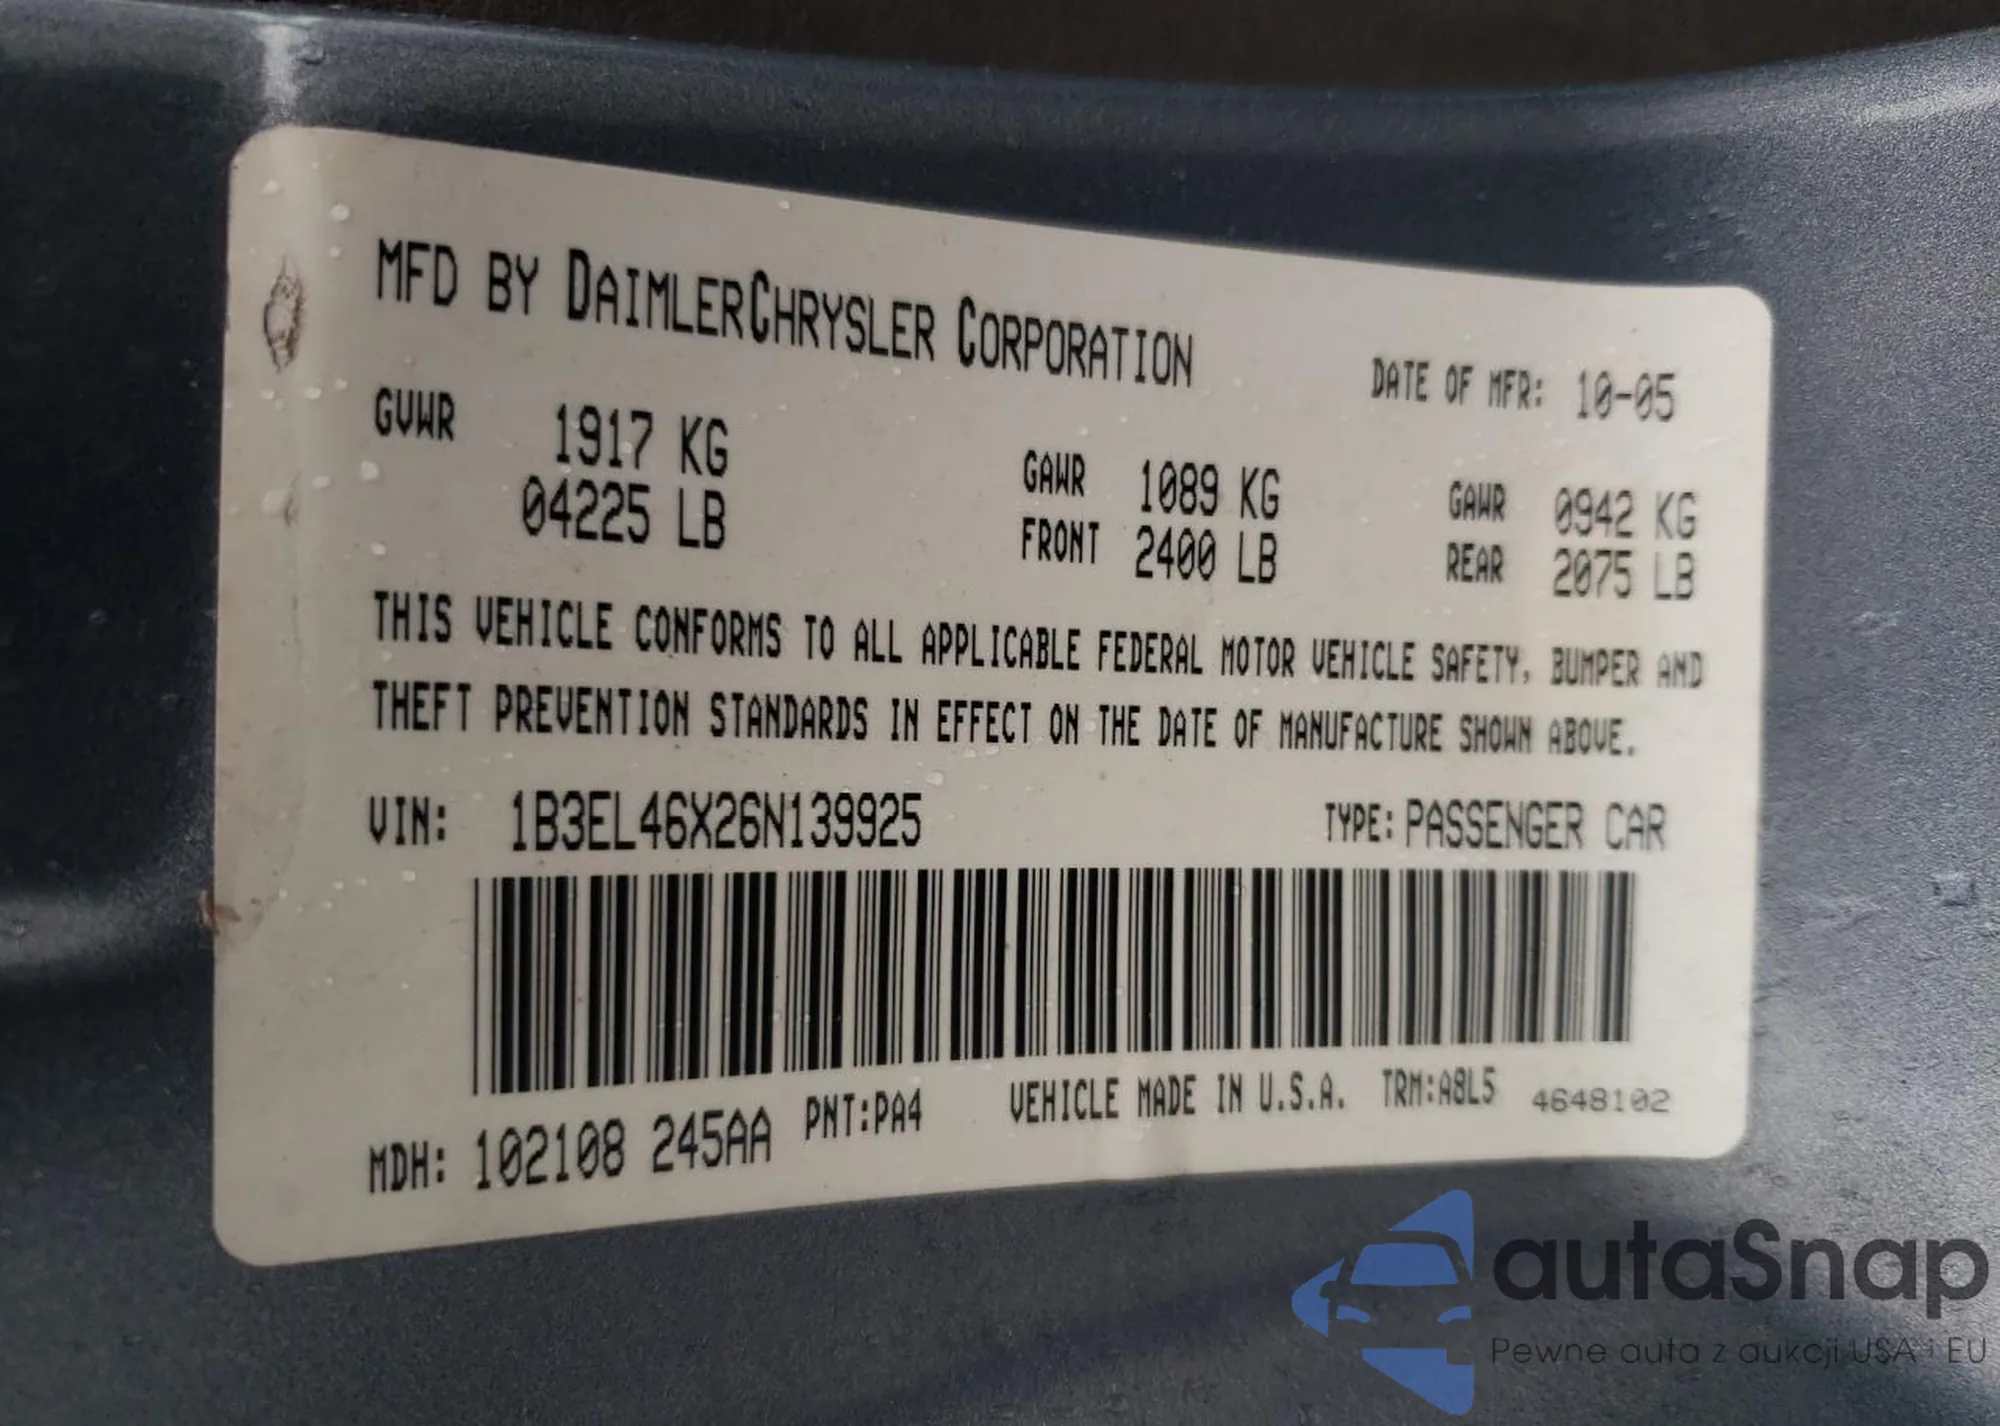 MFD BY DAIMLERCHRYSLER CORPORATION
DATE OF MFR: 10-05
GVWR 1917 KG
04225 LB
GAWR 1089 KG
FRONT 2400 LB
GAWR 0942 KG
REAR 2075 LB
THIS VEHICLE CONFORMS TO ALL APPLICABLE FEDERAL MOTOR VEHICLE SAFETY, BUMPER AND
THEFT PREVENTION STANDARDS IN EFFECT ON THE DATE OF MANUFACTURE SHOWN ABOVE.
VIN: 1B3EL46X26N139925 TYPE: PASSENGER CAR
MDH: 102108 245AA PNT:PA4 VEHICLE MADE IN U.S.A. TRM:A8L5 4648102
autaSnap
Pewne auta z aukcji USA i EU